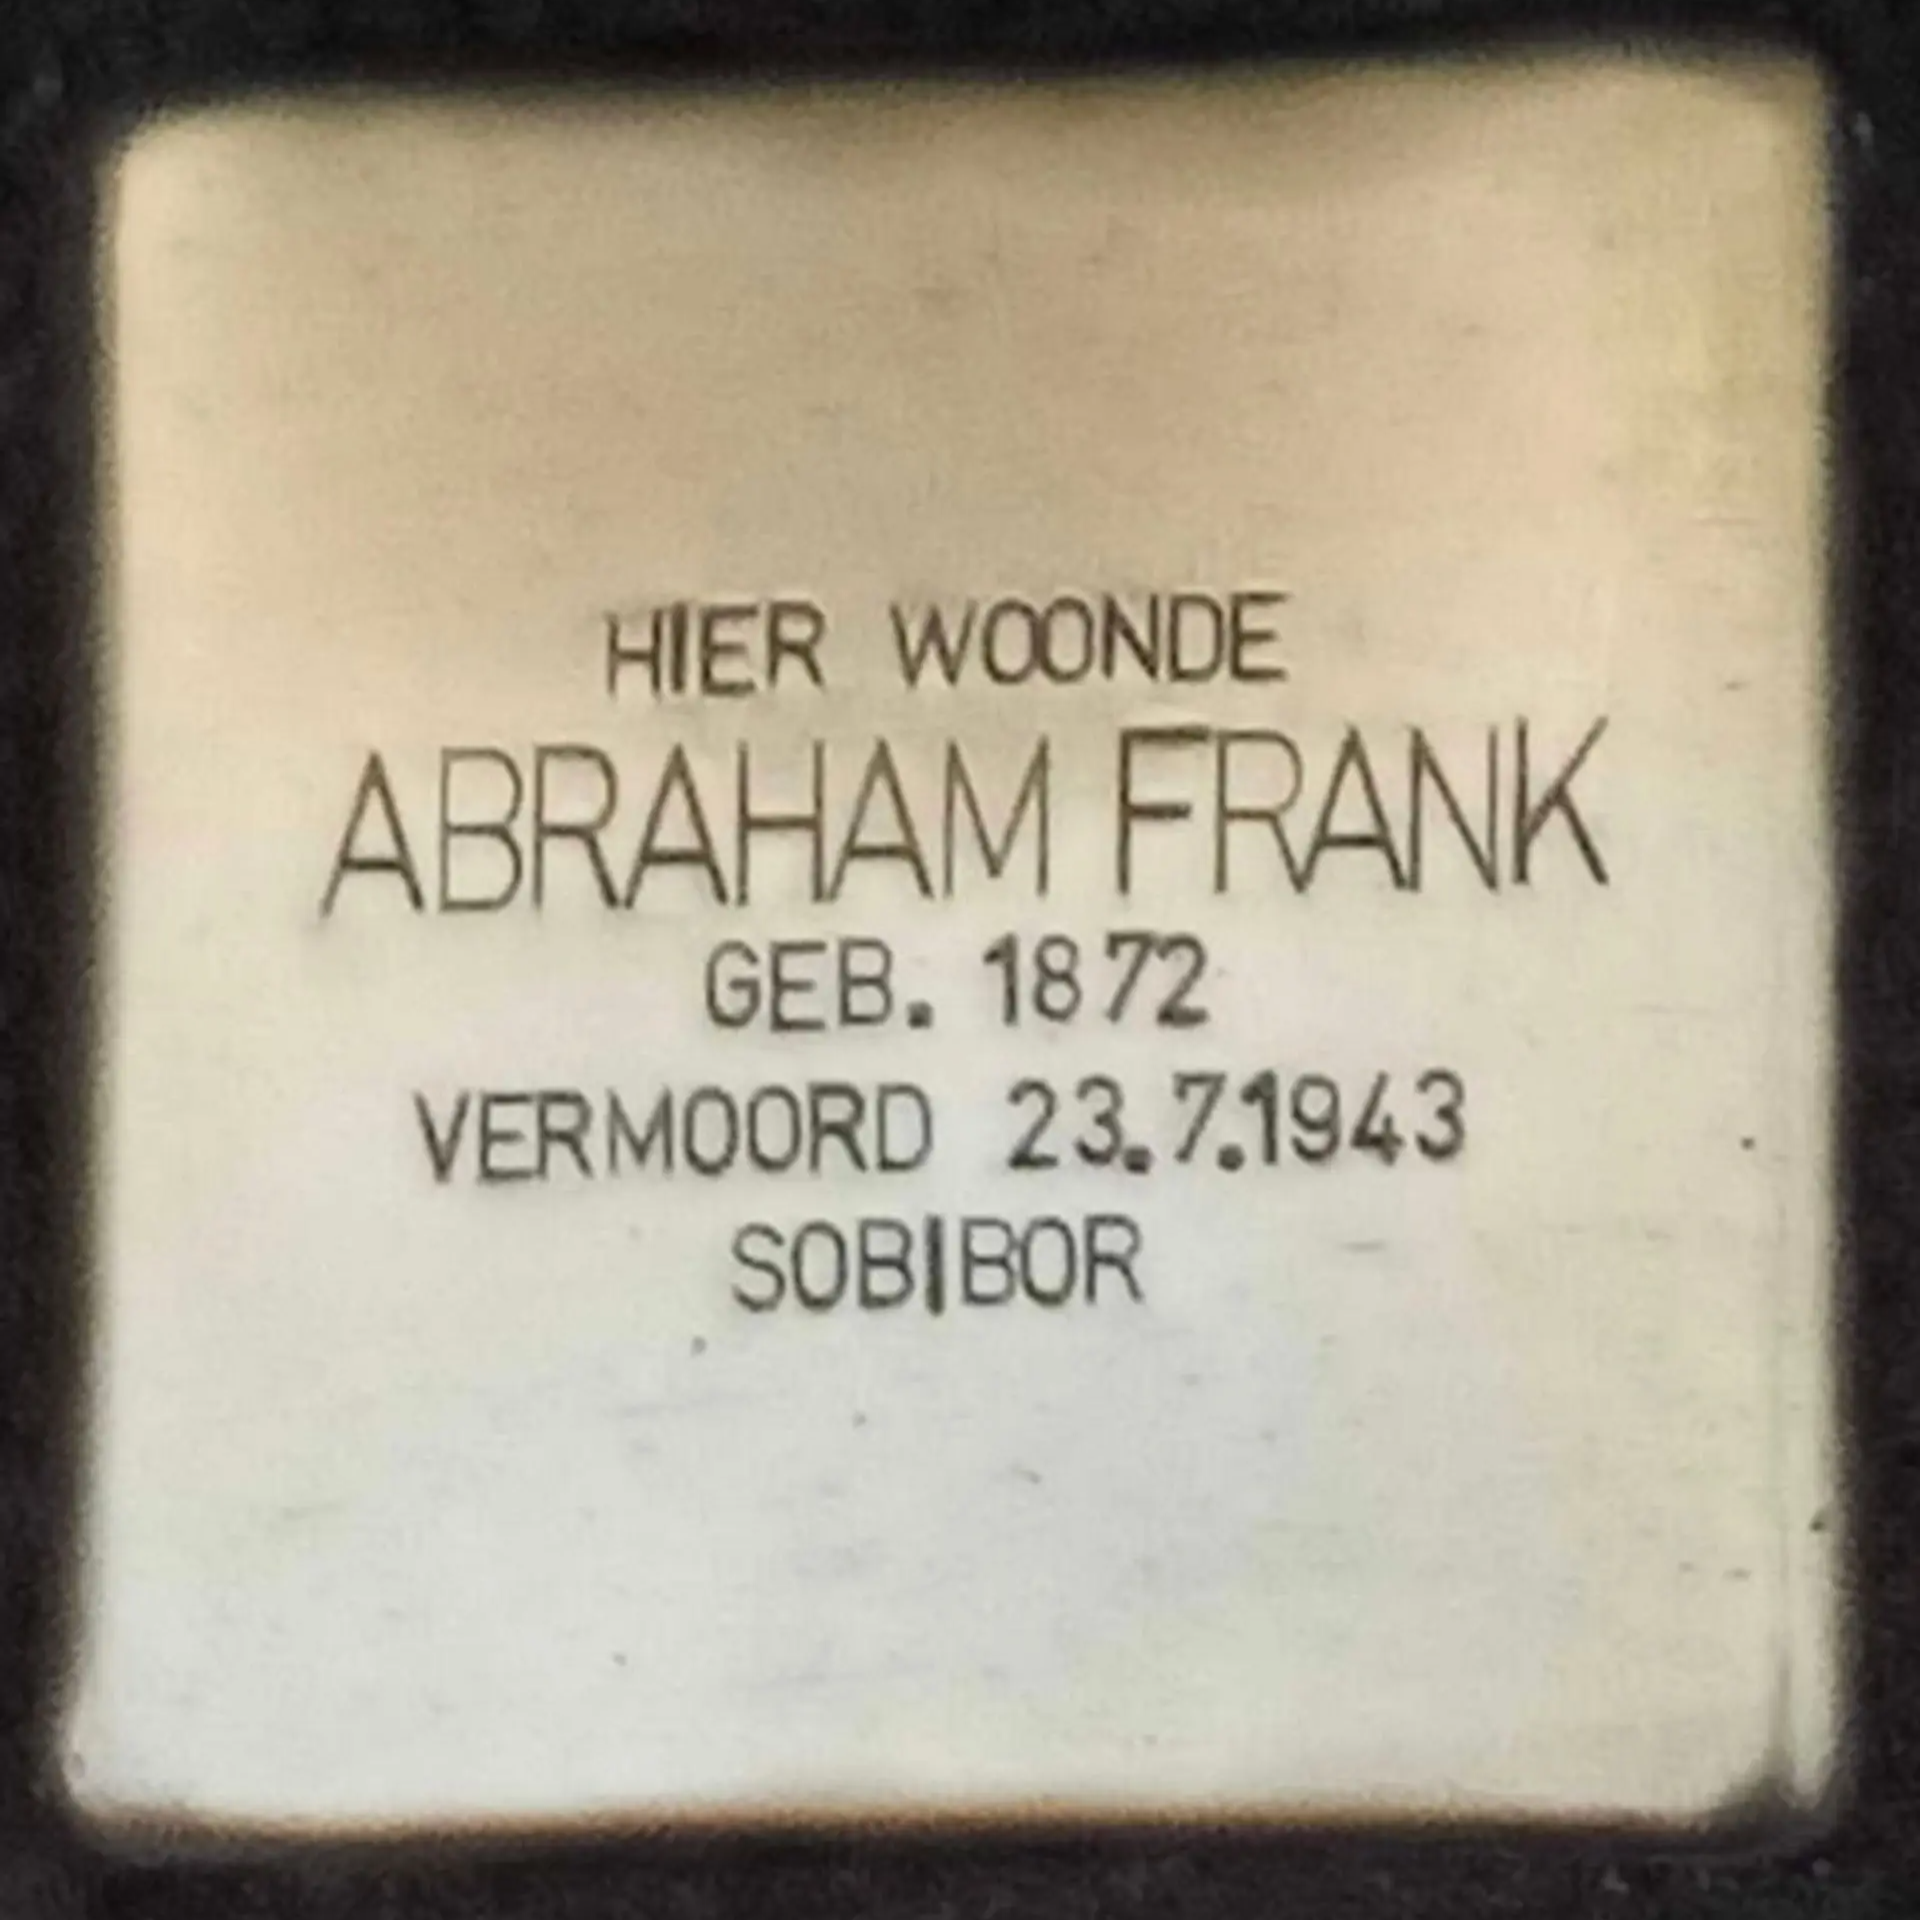 HIER WOONDE
ABRAHAM FRANK
GEB. 1872
VERMOORD 23.7.1943
SOBIBOR